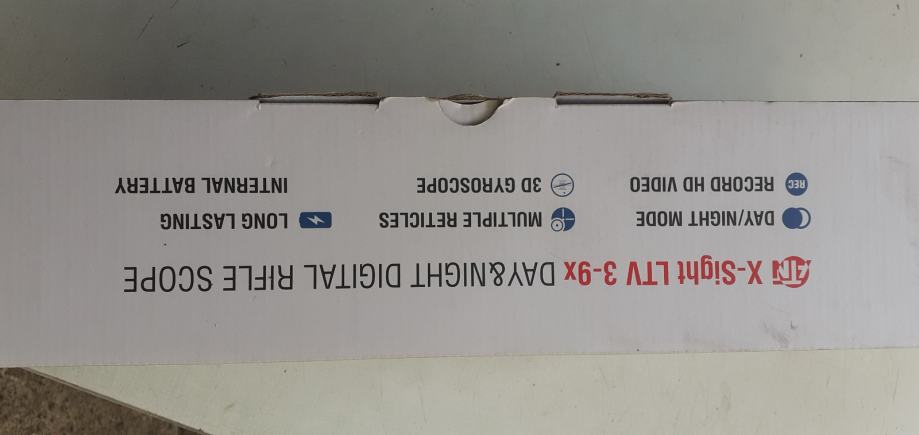 ATN X-Sight LTV 3-9x DAY&NIGHT DIGITAL RIFLE SCOPE
DAY/NIGHT MODE
REC RECORD HD VIDEO
MULTIPLE RETICLES
3D GYROSCOPE
LONG LASTING
INTERNAL BATTERY